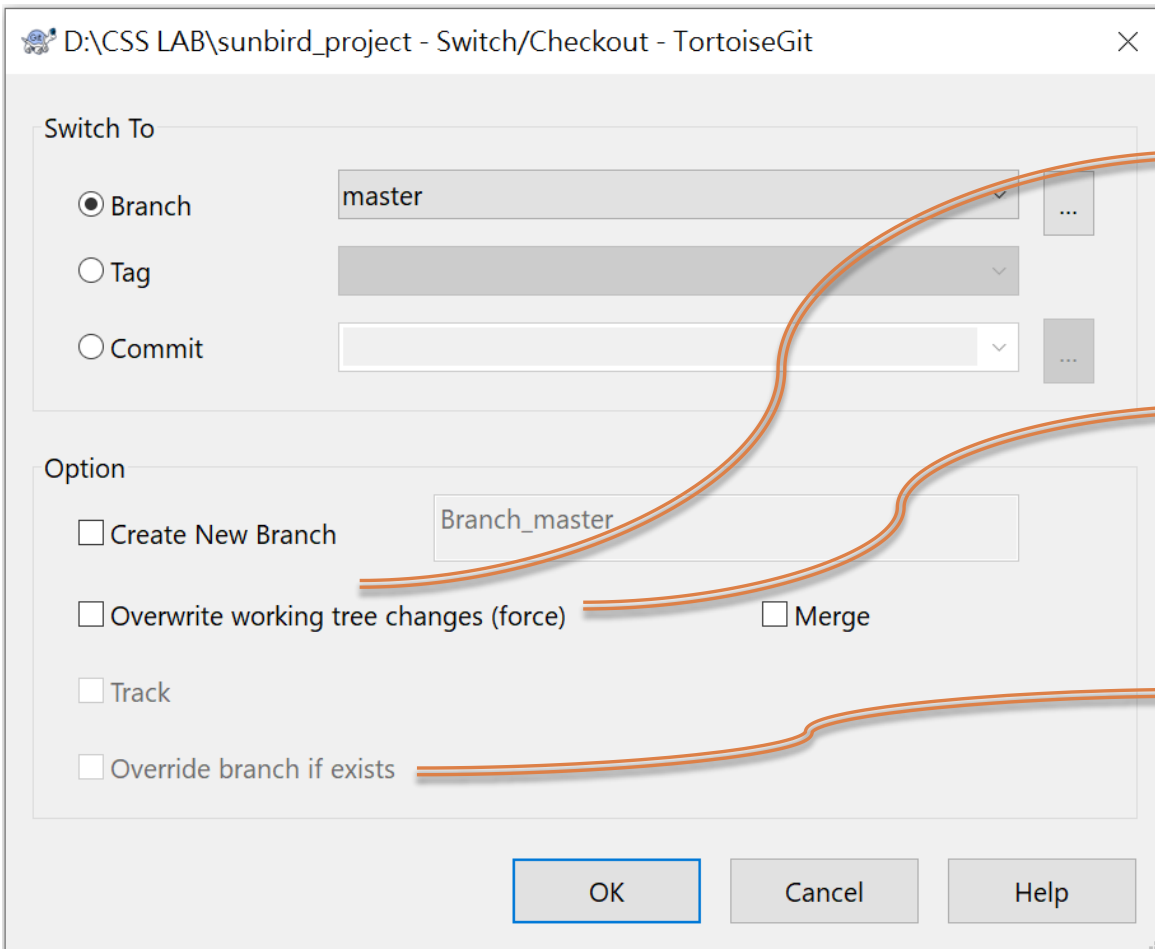 D:\CSS LAB\sunbird_project - Switch/Checkout - TortoiseGit
Switch To
Branch
master
...
Tag
Commit
...
Option
Create New Branch
Branch_master
Overwrite working tree changes (force)
Merge
Track
Override branch if exists
OK
Cancel
Help